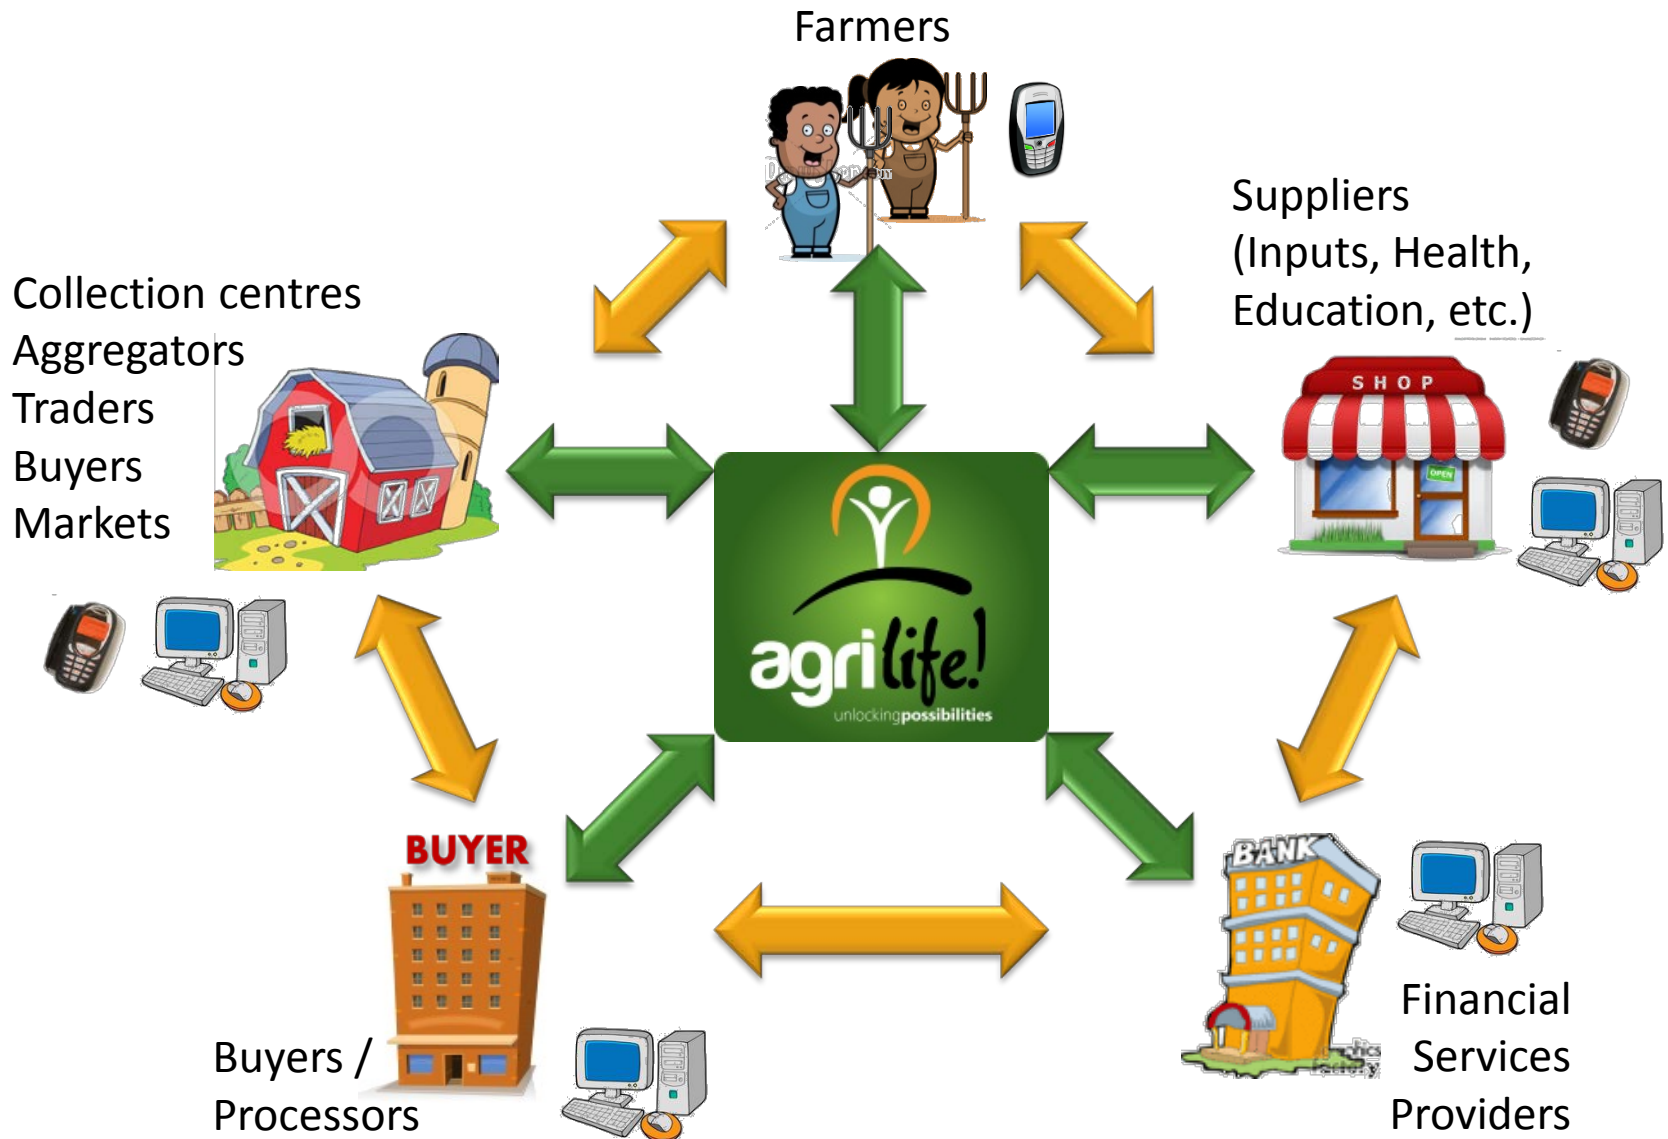 Farmers
Suppliers
(Inputs, Health,
Education, etc.)
Collection centres
Aggregators
Traders
Buyers
Markets
SHOP
OPEN
agrilife!
unlockingpossibilities
BUYER
BANK
Buyers /
Processors
Financial
Services
Providers